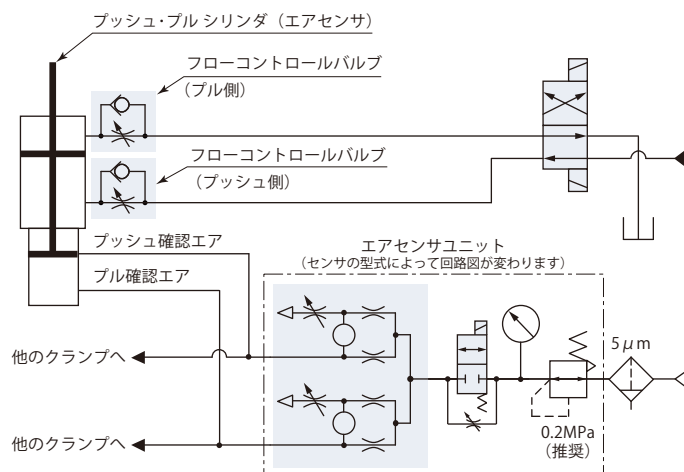 プッシュ・プル シリンダ（エアセンサ）
フローコントロールバルブ
（プル側）
フローコントロールバルブ
（プッシュ側）
プッシュ確認エア
プル確認エア
エアセンサユニット
（センサの型式によって回路図が変わります）
他のクランプへ
5μm
0.2MPa
（推奨）
他のクランプへ